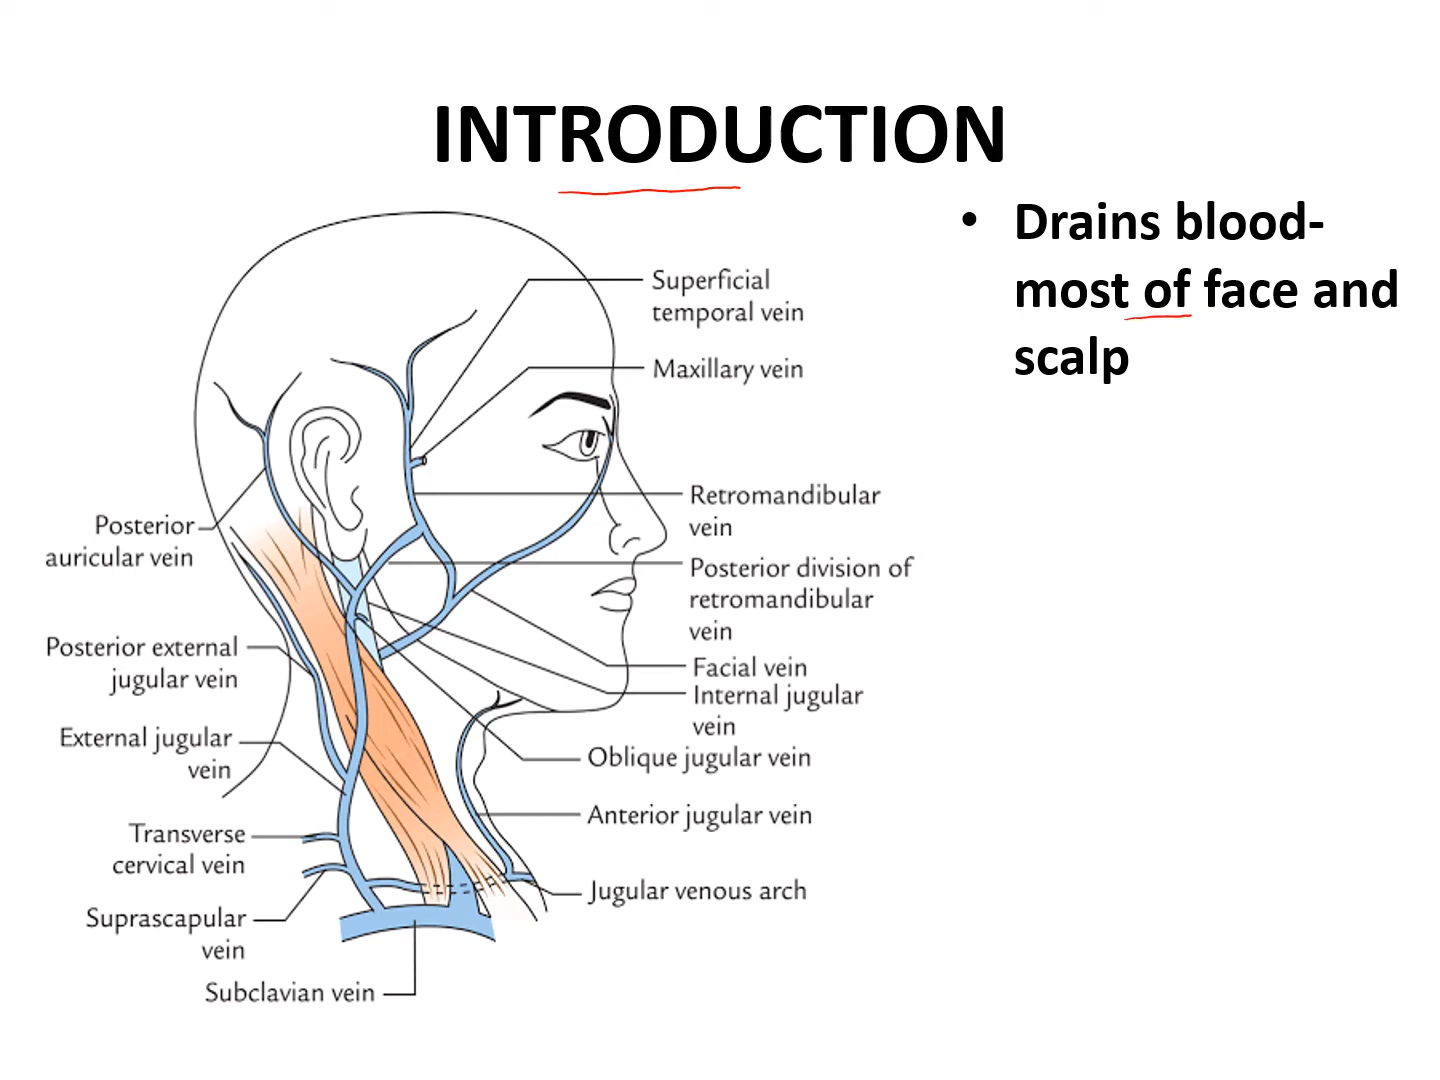 INTRODUCTION
• Drains blood-
most of face and
scalp
Superficial
temporal vein
Maxillary vein
Retromandibular
vein
Posterior division of
retromandibular
vein
Facial vein
Internal jugular
vein
Oblique jugular vein
Anterior jugular vein
Jugular venous arch
Posterior
auricular vein
Posterior external
jugular vein
External jugular
vein
Transverse
cervical vein
Suprascapular
vein
Subclavian vein